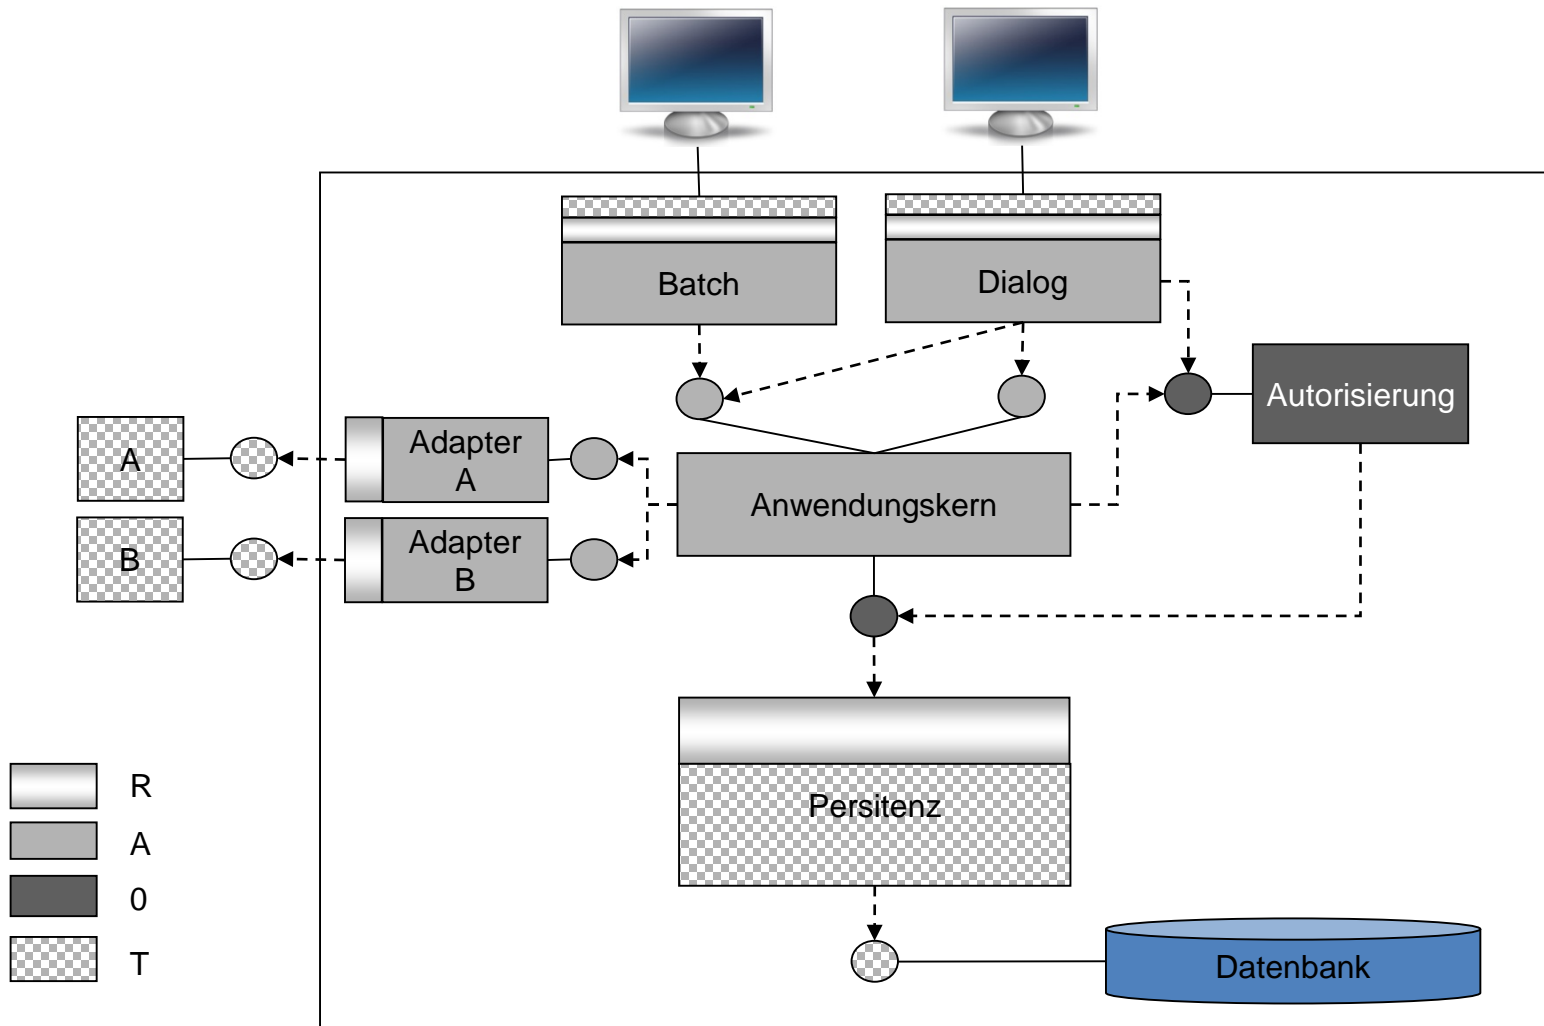 Batch
Dialog
Autorisierung
A
Adapter
A
Anwendungskern
B
Adapter
B
Persitenz
R
A
0
T
Datenbank